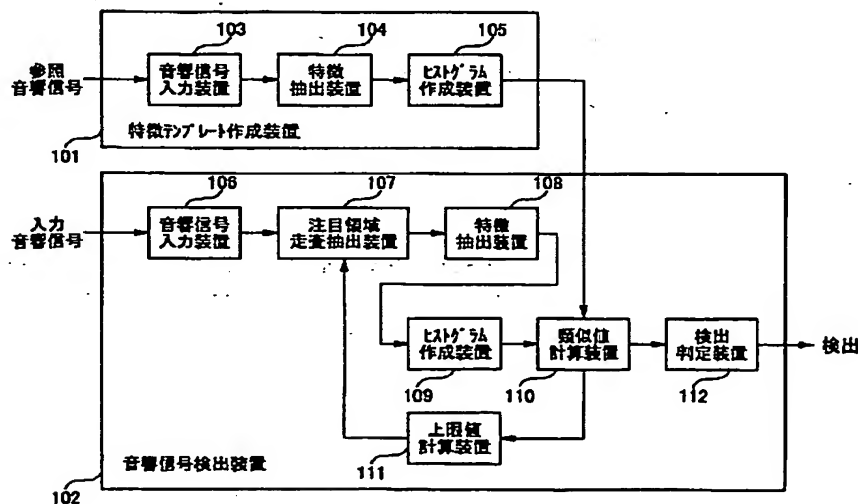 103
104
105
参照
音響信号
音響信号
入力装置
特徴
抽出装置
ﾋｽﾄｸﾞﾗﾑ
作成装置
特徴ﾃﾝﾌﾟﾚｰﾄ作成装置
101
106
107
108
入力
音響信号
音響信号
入力装置
注目領域
走査抽出装置
特徴
抽出装置
ﾋｽﾄｸﾞﾗﾑ
作成装置
類似値
計算装置
検出
判定装置
検出
109
110
112
上限値
計算装置
111
音響信号検出装置
102